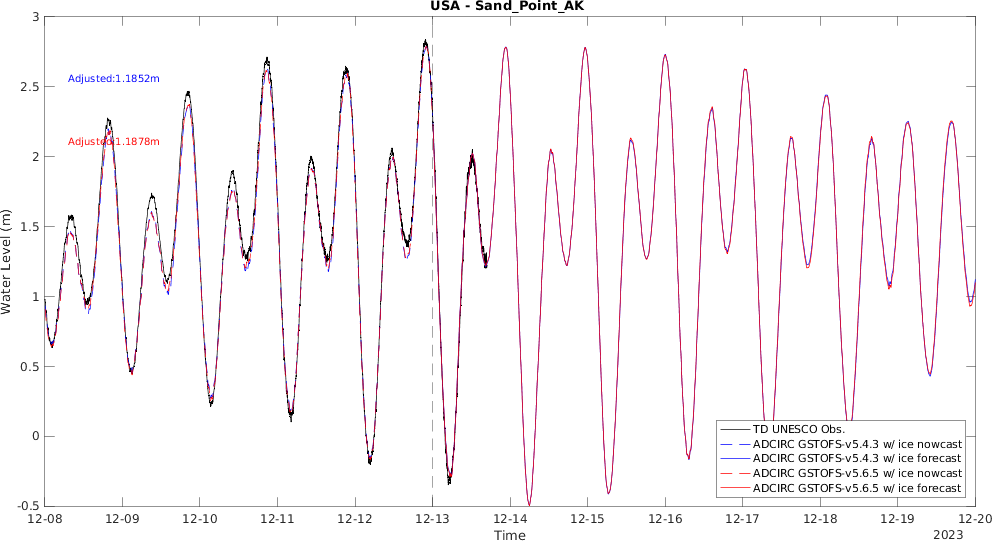 USA - Sand_Point_AK
3
2.5
2
1.5
1
0.5
0
-0.5
Water Level (m)
Adjusted:1.1852m
Adjusted:1.1878m
TD UNESCO Obs.
ADCIRC GSTOFS-v5.4.3 w/ ice nowcast
ADCIRC GSTOFS-v5.4.3 w/ ice forecast
ADCIRC GSTOFS-v5.6.5 w/ ice nowcast
ADCIRC GSTOFS-v5.6.5 w/ ice forecast
12-08 12-09 12-10 12-11 12-12 12-13 12-14 12-15 12-16 12-17 12-18 12-19 12-20
Time
2023